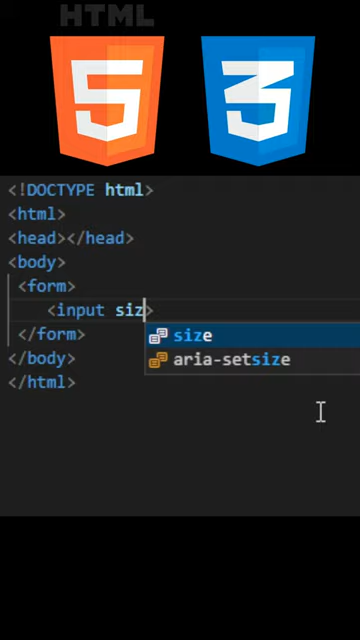 HTML
5 3
<!DOCTYPE html>
<html>
<head></head>
<body>
<form>
<input siz>
size
</form>
aria-setsize
</body>
</html>